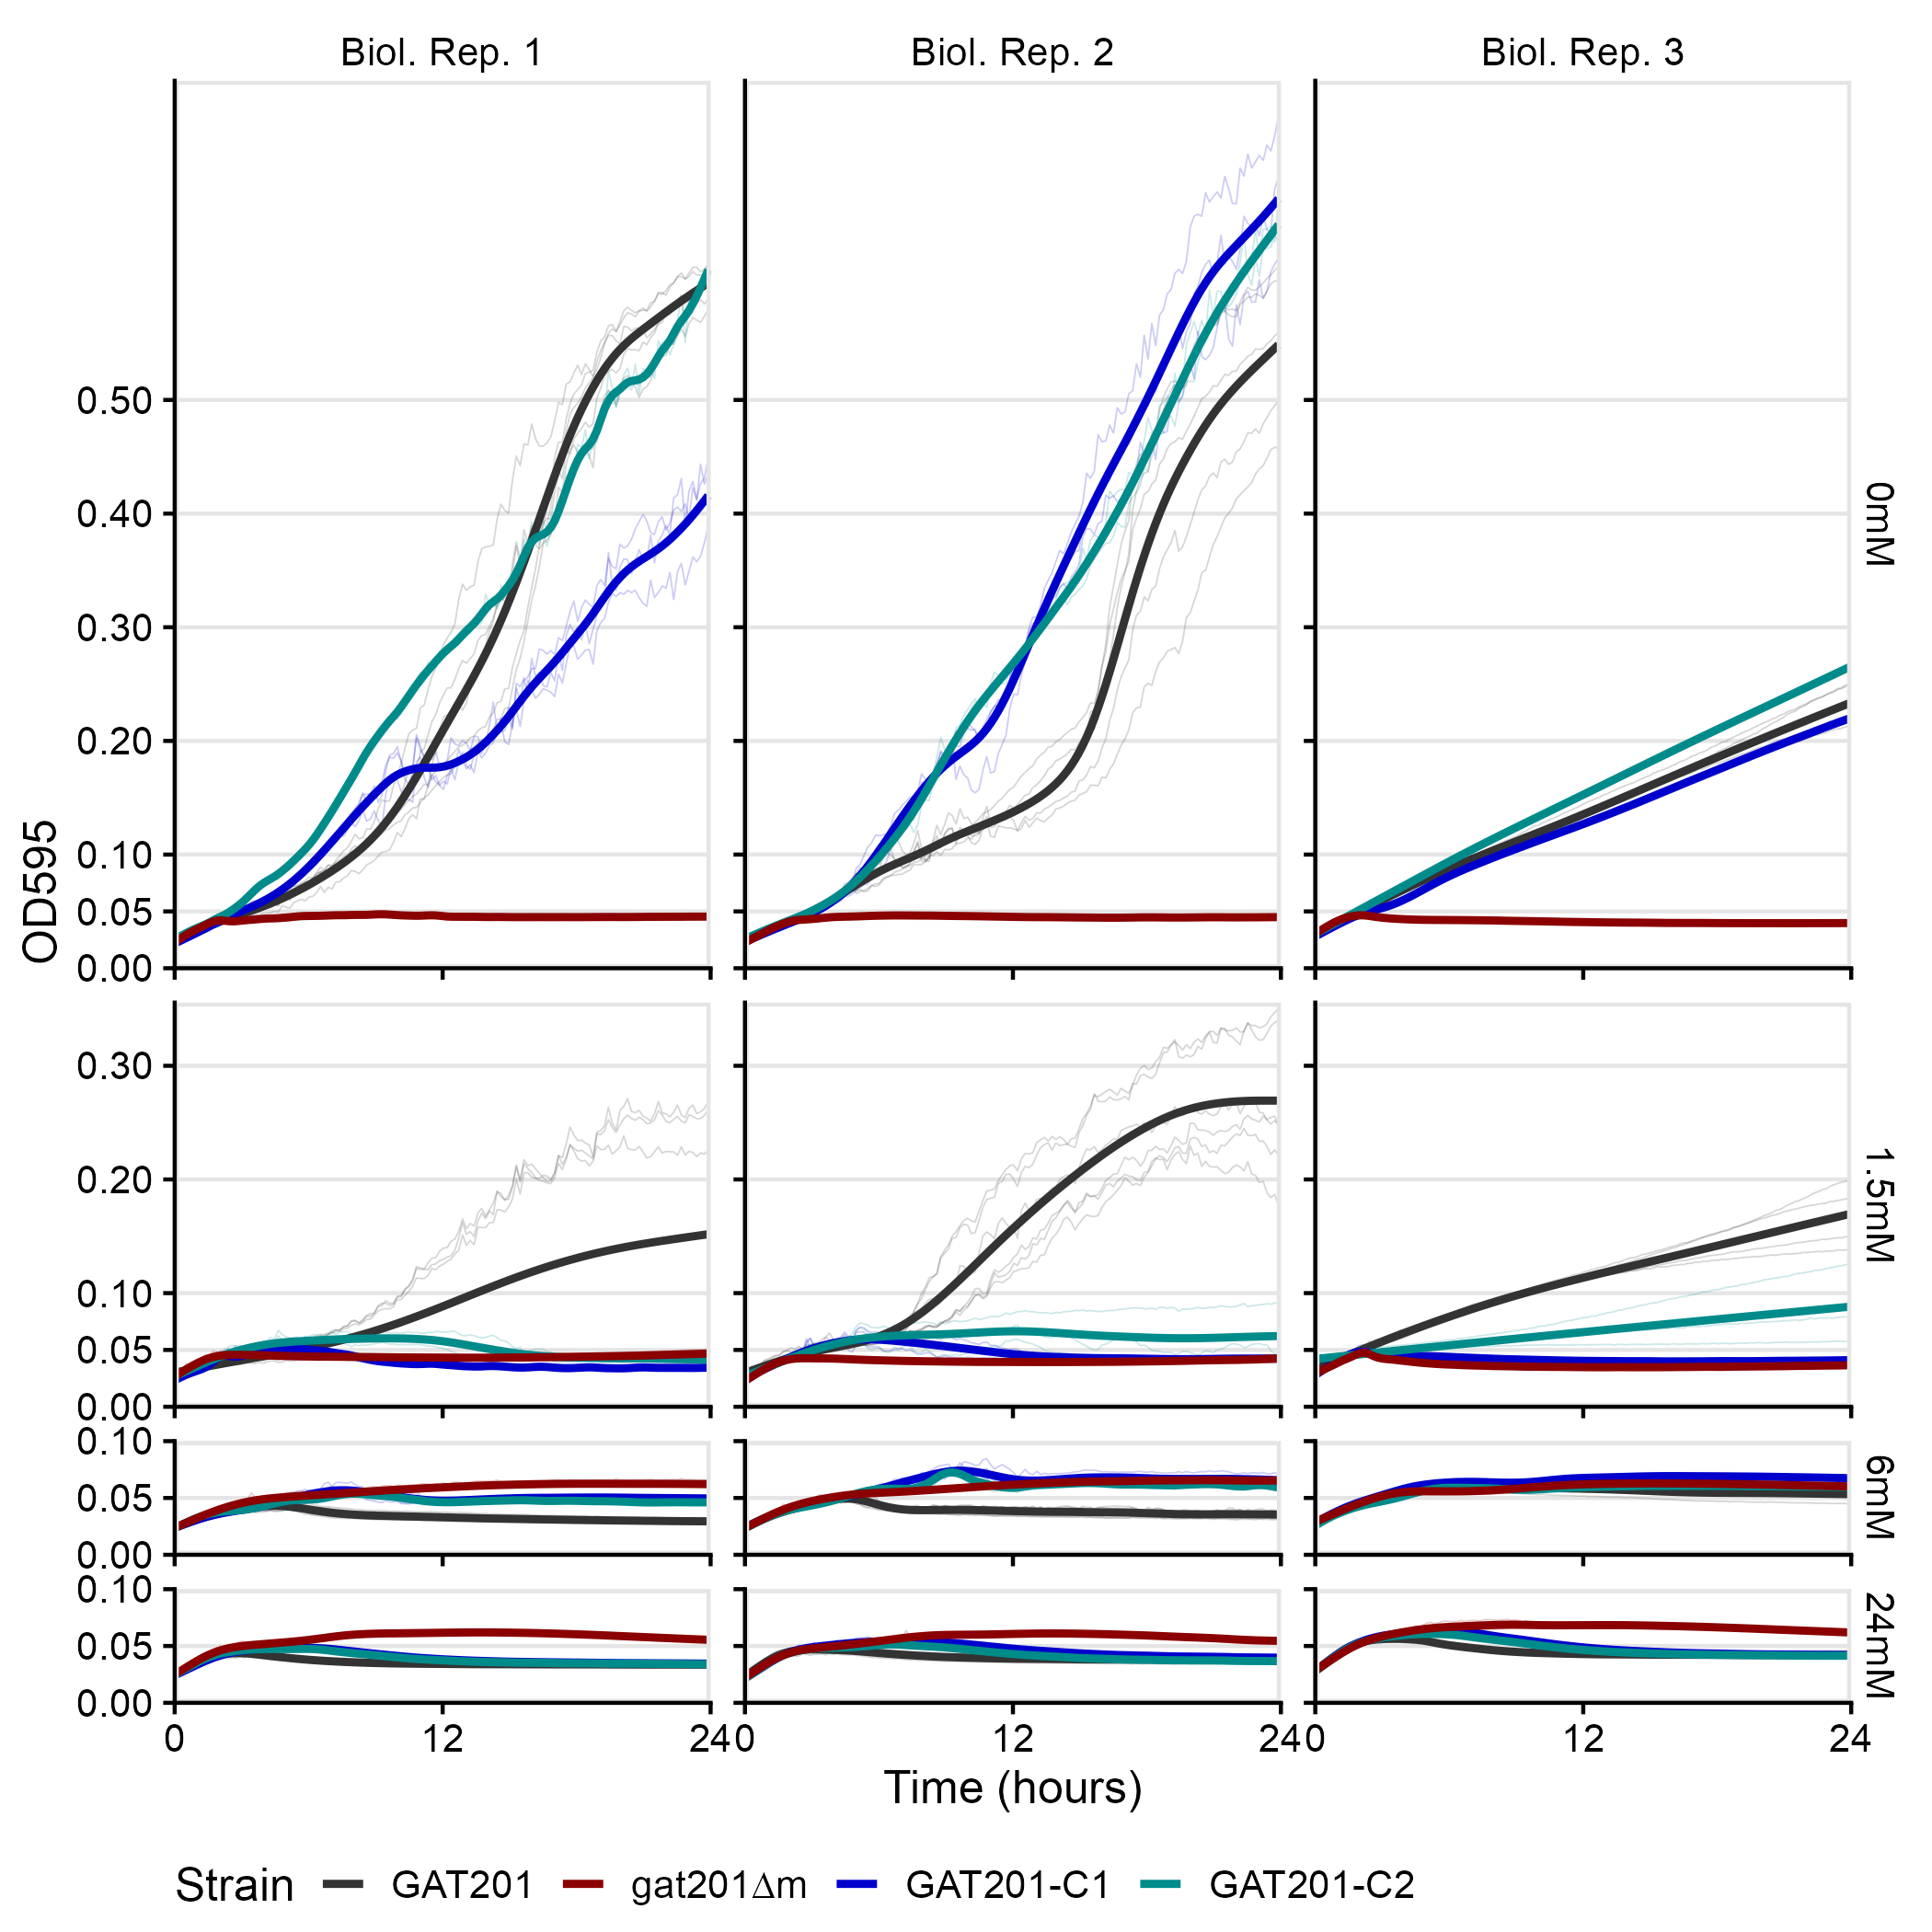 Biol. Rep. 1 Biol. Rep. 2 Biol. Rep. 3
OD595
0.50
0.40
0.30
0.20
0.10
0.05
0.00
0mM
0.30
0.20
0.10
0.05
0.00
1.5mM
0.10
0.05
0.00
6mM
0.10
0.05
0.00
24mM
0 12 24 0 12 24 0 12 24
Time (hours)
Strain GAT201 gat201Δm GAT201-C1 GAT201-C2